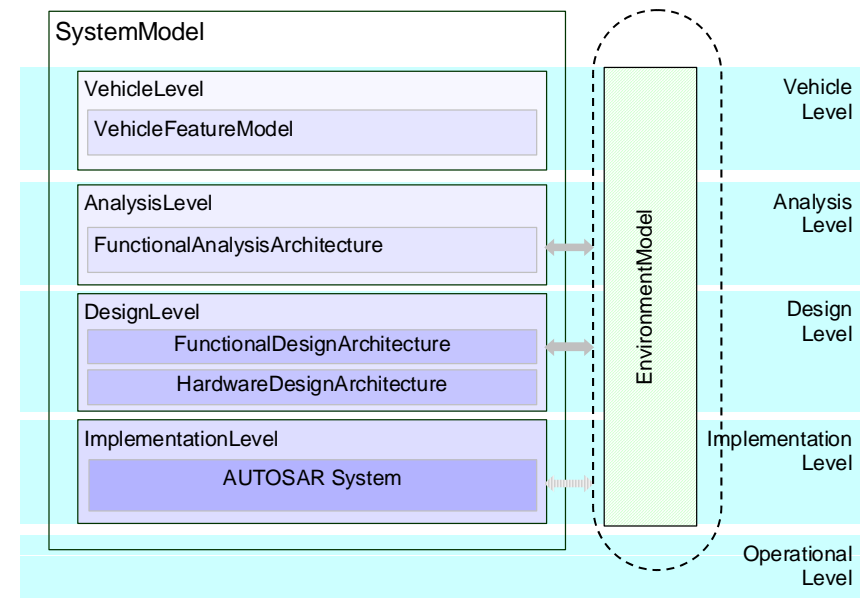 SystemModel
VehicleLevel
VehicleFeatureModel
Vehicle
Level
AnalysisLevel
FunctionalAnalysisArchitecture
Analysis
Level
DesignLevel
FunctionalDesignArchitecture
HardwareDesignArchitecture
Design
Level
ImplementationLevel
AUTOSAR System
Implementation
Level
EnvironmentModel
Operational
Level